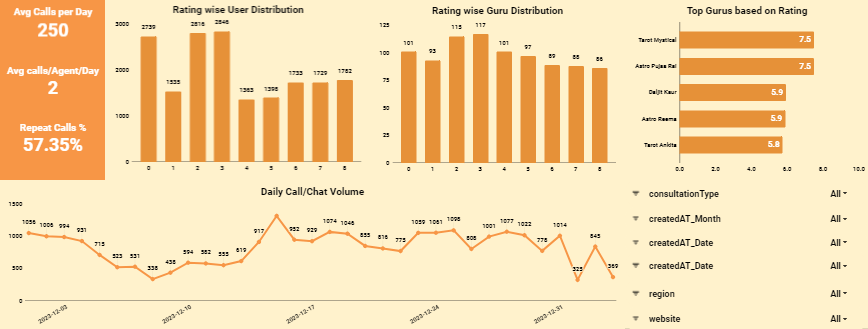 Avg Calls per Day
250
Avg calls/Agent/Day
2
Repeat Calls %
57.35%
Rating wise User Distribution
3000
2000
1000
0
2739
1535
2816
2846
1363
1398
1733
1729
1782
0 1 2 3 4 5 6 7 8
Rating wise Guru Distribution
125
100
75
50
25
0
101
93
115
117
101
97
89
88
86
0 1 2 3 4 5 6 7 8
Top Gurus based on Rating
Tarot Mystical 7.5
Astro Pujaa Rai 7.5
Daljit Kaur 5.9
Astro Reema 5.9
Tarot Ankita 5.8
0.0 2.0 4.0 6.0 8.0 10.0
Daily Call/Chat Volume
1500
1000
500
0
1056 1006 994 931 715 523 531 338 438 594 582 555 619 917 952 929 1074 1046 855 816 775 1059 1061 1098 806 1001 1077 1022 778 1014 325 845 369
2023-12-03 2023-12-10 2023-12-17 2023-12-24 2023-12-31
consultationType All
createdAT_Month All
createdAT_Date All
createdAT_Date All
region All
website All